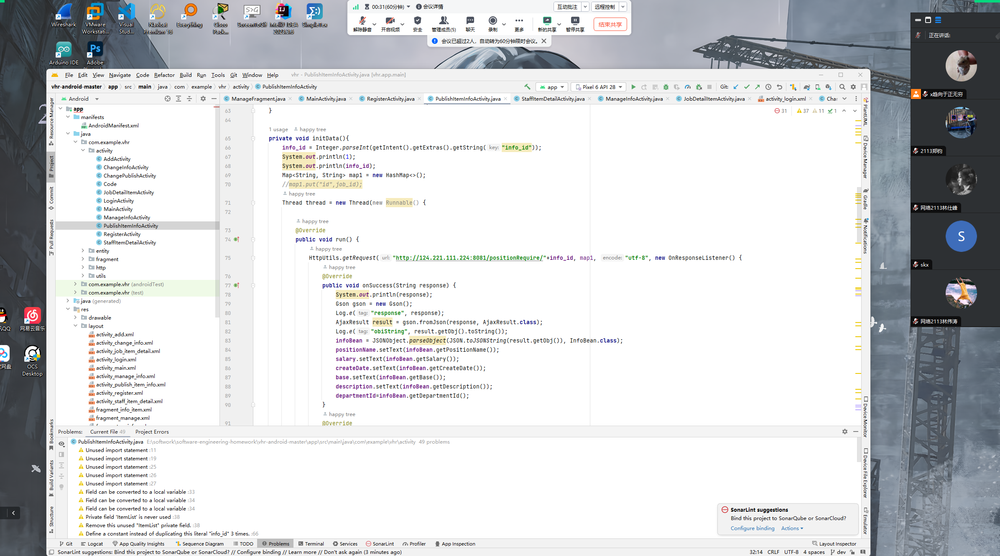 Wireshark
VMware Workstati...
Visual Stud...
Navicat Premium 16
Everything
Cisco Pack...
ScreenToGif
IntelliJ IDEA 2023.3.6
SimpleTex
Arduino IDE
Adobe
00:31(60分钟)
会议详情
互动批注
远程控制
解除静音
开启视频
安全
管理成员(5)
聊天
录制
更多
新的共享
暂停共享
结束共享
会议已超过2人，自动转为60分钟限时会议。
正在讲话:
x趋向于正无穷
2113郑钧
网络2113林仕峰
S
skx
网络2113林伟涛
网易云音乐
OCS Desktop
File Edit View Navigate Code Refactor Build Run Tools Git Window Help
vhr - PublishItemInfoActivity.java [vhr.app.main]
vhr-android-master app src main java com example vhr activity PublishItemInfoActivity
app
Pixel 6 API 28
Git:
Android
ManageFragment.java
MainActivity.java
RegisterActivity.java
PublishItemInfoActivity.java
StaffItemDetailActivity.java
ManageInfoActivity.java
JobDetailItemActivity.java
activity_login.xml
Char
Resource Manager
Project
Commit
Pull Requests
Bookmarks
Build Variants
Structure
app
manifests
AndroidManifest.xml
java
com.example.vhr
activity
AddActivity
ChangeInfoActivity
ChangePublishActivity
Code
JobDetailItemActivity
LoginActivity
MainActivity
ManageInfoActivity
PublishItemInfoActivity
RegisterActivity
StaffItemDetailActivity
entity
fragment
http
utils
com.example.vhr (androidTest)
com.example.vhr (test)
java (generated)
res
drawable
layout
activity_add.xml
activity_change_info.xml
activity_job_item_detail.xml
activity_login.xml
activity_main.xml
activity_manage_info.xml
activity_publish_item_info.xml
activity_register.xml
activity_staff_item_detail.xml
fragment_info_item.xml
fragment_manage.xml
31 37 11 1
63 }
64
1 usage happy tree
65 private void initData(){
66 info_id = Integer.parseInt(getIntent().getExtras().getString( key: "info_id"));
67 System.out.println(1);
68 System.out.println(info_id);
69 Map<String, String> map1 = new HashMap<>();
70 //map1.put("id",job_id);
happy tree
71 Thread thread = new Thread(new Runnable() {
72
happy tree
73 @Override
74 public void run() {
happy tree
75 HttpUtils.getRequest( url: "http://124.221.111.224:8081/positionRequire/"+info_id, map1, encode: "utf-8", new OnResponseListener() {
happy tree
76 @Override
77 public void onSuccess(String response) {
78 System.out.println(response);
79 Gson gson = new Gson();
80 Log.e( tag: "response", response);
81 AjaxResult result = gson.fromJson(response, AjaxResult.class);
82 Log.e( tag: "obiString", result.getObj().toString());
83 infoBean = JSONObject.parseObject(JSON.toJSONString(result.getObj()), InfoBean.class);
84 positionName.setText(infoBean.getPositionName());
85 salary.setText(infoBean.getSalary());
86 createDate.setText(infoBean.getCreateDate());
87 base.setText(infoBean.getBase());
88 description.setText(infoBean.getDescription());
89 departmentId=infoBean.getDepartmentId();
90 }
happy tree
91 @Override
PlantUML
Device Manager
Gradle
Notifications
Device Monitor
Device File Explorer
Emulator
Problems: Current File 49 Project Errors
PublishItemInfoActivity.java E:\softwork\software-engineering-homework\vhr-android-master\app\src\main\java\com\example\vhr\activity 49 problems
Unused import statement :11
Unused import statement :19
Unused import statement :25
Unused import statement :26
Unused import statement :27
Field can be converted to a local variable :33
Field can be converted to a local variable :34
Field can be converted to a local variable :34
Private field 'ItemList' is never used :38
Remove this unused "ItemList" private field. :38
Define a constant instead of duplicating this literal "info_id" 3 times. :66
SonarLint suggestions
Bind this project to SonarQube or SonarCloud?
Configure binding Actions
Git Logcat App Quality Insights Sequence Diagram TODO Problems Terminal Services SonarLint Profiler App Inspection Layout Inspector
SonarLint suggestions: Bind this project to SonarQube or SonarCloud? // Configure binding // Learn more // Don't ask again (3 minutes ago)
32:14 CRLF UTF-8 4 spaces dev